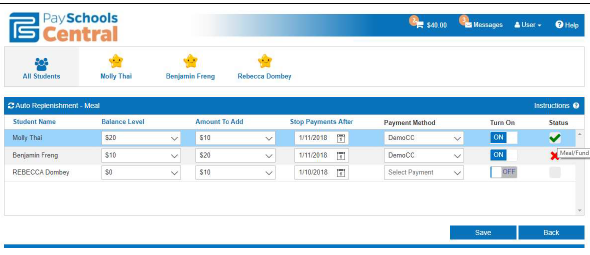 PaySchools
Central
$40.00 Messages User Help
All Students Molly Thai Benjamin Freng Rebecca Dombey
Auto Replenishment - Meal Instructions
Student Name Balance Level Amount To Add Stop Payments After Payment Method Turn On Status
Molly Thai $20 $10 1/11/2018 DemoCC ON
Benjamin Freng $10 $20 1/11/2018 DemoCC ON
Meal/Fund
REBECCA Dombey $0 $10 1/10/2018 Select Payment OFF
Save Back